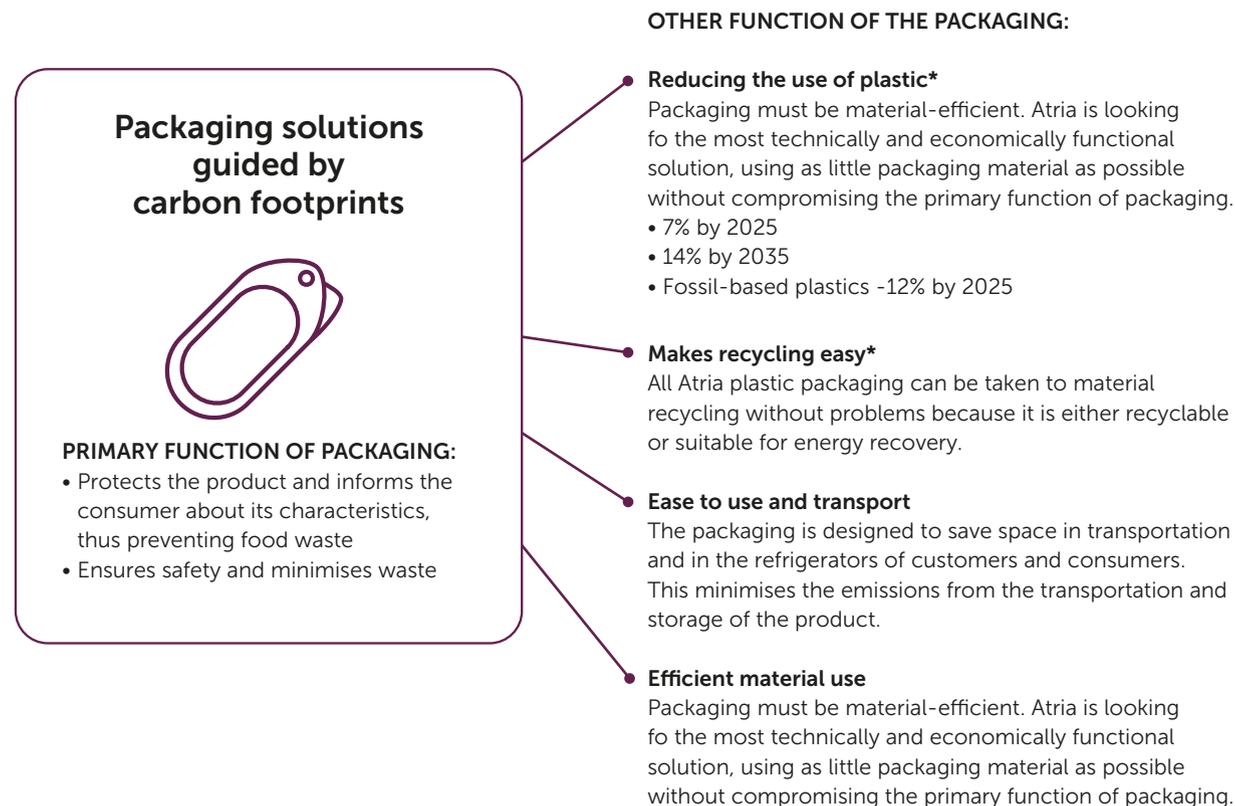 Packaging solutions
guided by
carbon footprints
PRIMARY FUNCTION OF PACKAGING:
• Protects the product and informs the
consumer about its characteristics,
thus preventing food waste
• Ensures safety and minimises waste
OTHER FUNCTION OF THE PACKAGING:
Reducing the use of plastic*
Packaging must be material-efficient. Atria is looking
fo the most technically and economically functional
solution, using as little packaging material as possible
without compromising the primary function of packaging.
• 7% by 2025
• 14% by 2035
• Fossil-based plastics -12% by 2025
Makes recycling easy*
All Atria plastic packaging can be taken to material
recycling without problems because it is either recyclable
or suitable for energy recovery.
Ease to use and transport
The packaging is designed to save space in transportation
and in the refrigerators of customers and consumers.
This minimises the emissions from the transportation and
storage of the product.
Efficient material use
Packaging must be material-efficient. Atria is looking
fo the most technically and economically functional
solution, using as little packaging material as possible
without compromising the primary function of packaging.